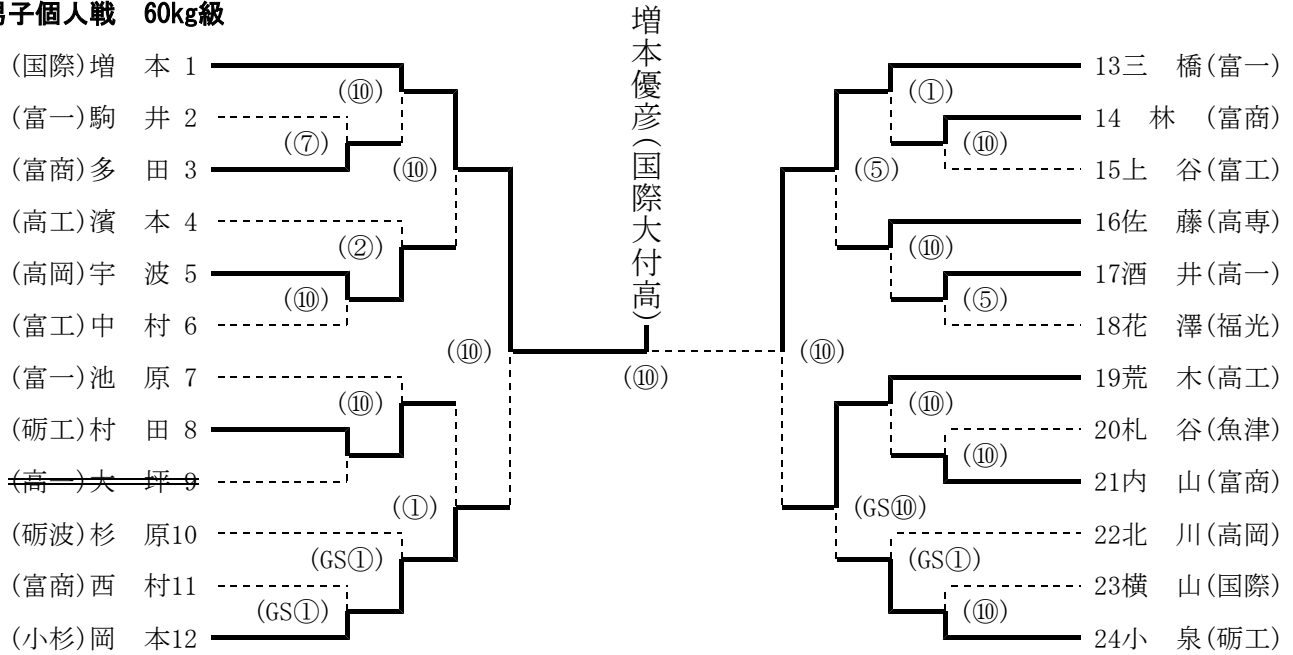 男子個人戦　60kg級
増本優彦(国際大付高)
(国際)増　本 1
(富一)駒　井 2
(富商)多　田 3
(高工)濱　本 4
(高岡)宇　波 5
(富工)中　村 6
(富一)池　原 7
(砺工)村　田 8
(高一)大　坪 9
(砺波)杉　原10
(富商)西　村11
(小杉)岡　本12
(⑩)
(⑦)
(⑩)
(②)
(⑩)
(⑩)
(⑩)
(①)
(GS①)
(GS①)
(⑩)
(①)
(⑩)
(⑤)
(⑩)
(⑤)
(⑩)
(⑩)
(⑩)
(GS⑩)
(GS①)
(⑩)
13三　橋(富一)
14　林　(富商)
15上　谷(富工)
16佐　藤(高専)
17酒　井(高一)
18花　澤(福光)
19荒　木(高工)
20札　谷(魚津)
21内　山(富商)
22北　川(高岡)
23横　山(国際)
24小　泉(砺工)